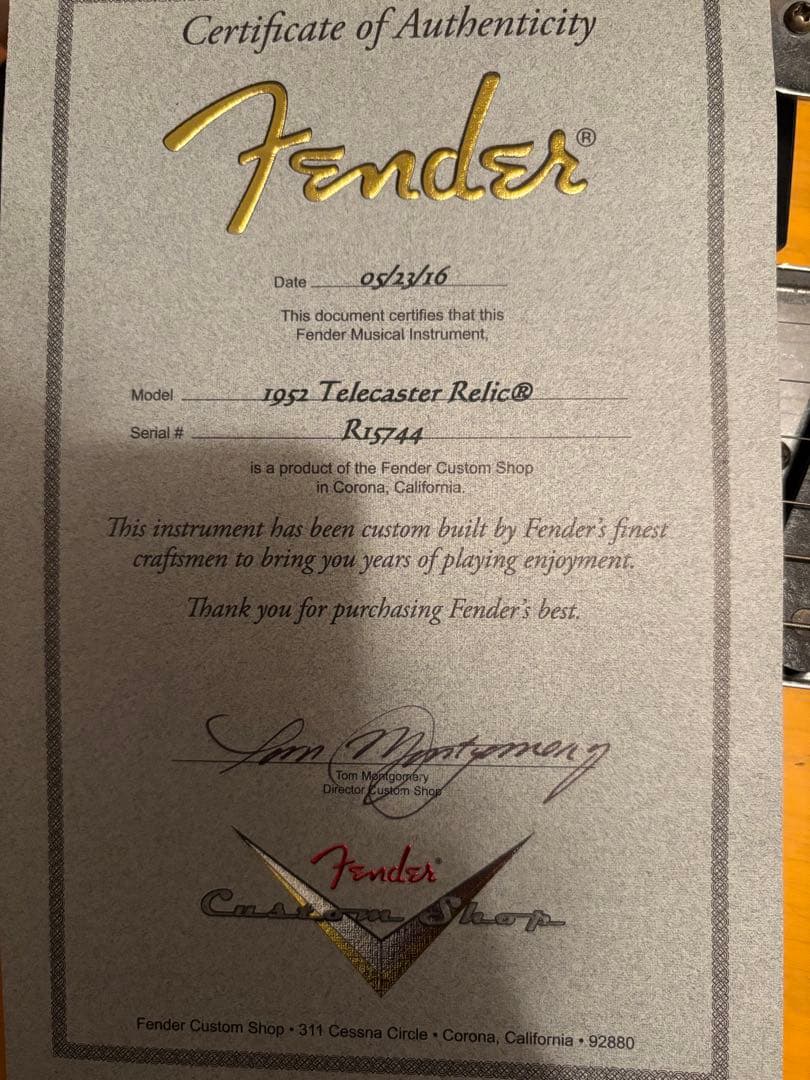 Certificate of Authenticity
Fender®
Date 05/23/16
This document certifies that this
Fender Musical Instrument,
Model 1952 Telecaster Relic®
Serial # R15744
is a product of the Fender Custom Shop
in Corona, California.
This instrument has been custom built by Fender's finest
craftsmen to bring you years of playing enjoyment.
Thank you for purchasing Fender's best.
Tom Montgomery
Tom Montgomery
Director Custom Shop
Fender®
Custom Shop
Fender Custom Shop • 311 Cessna Circle • Corona, California • 92880